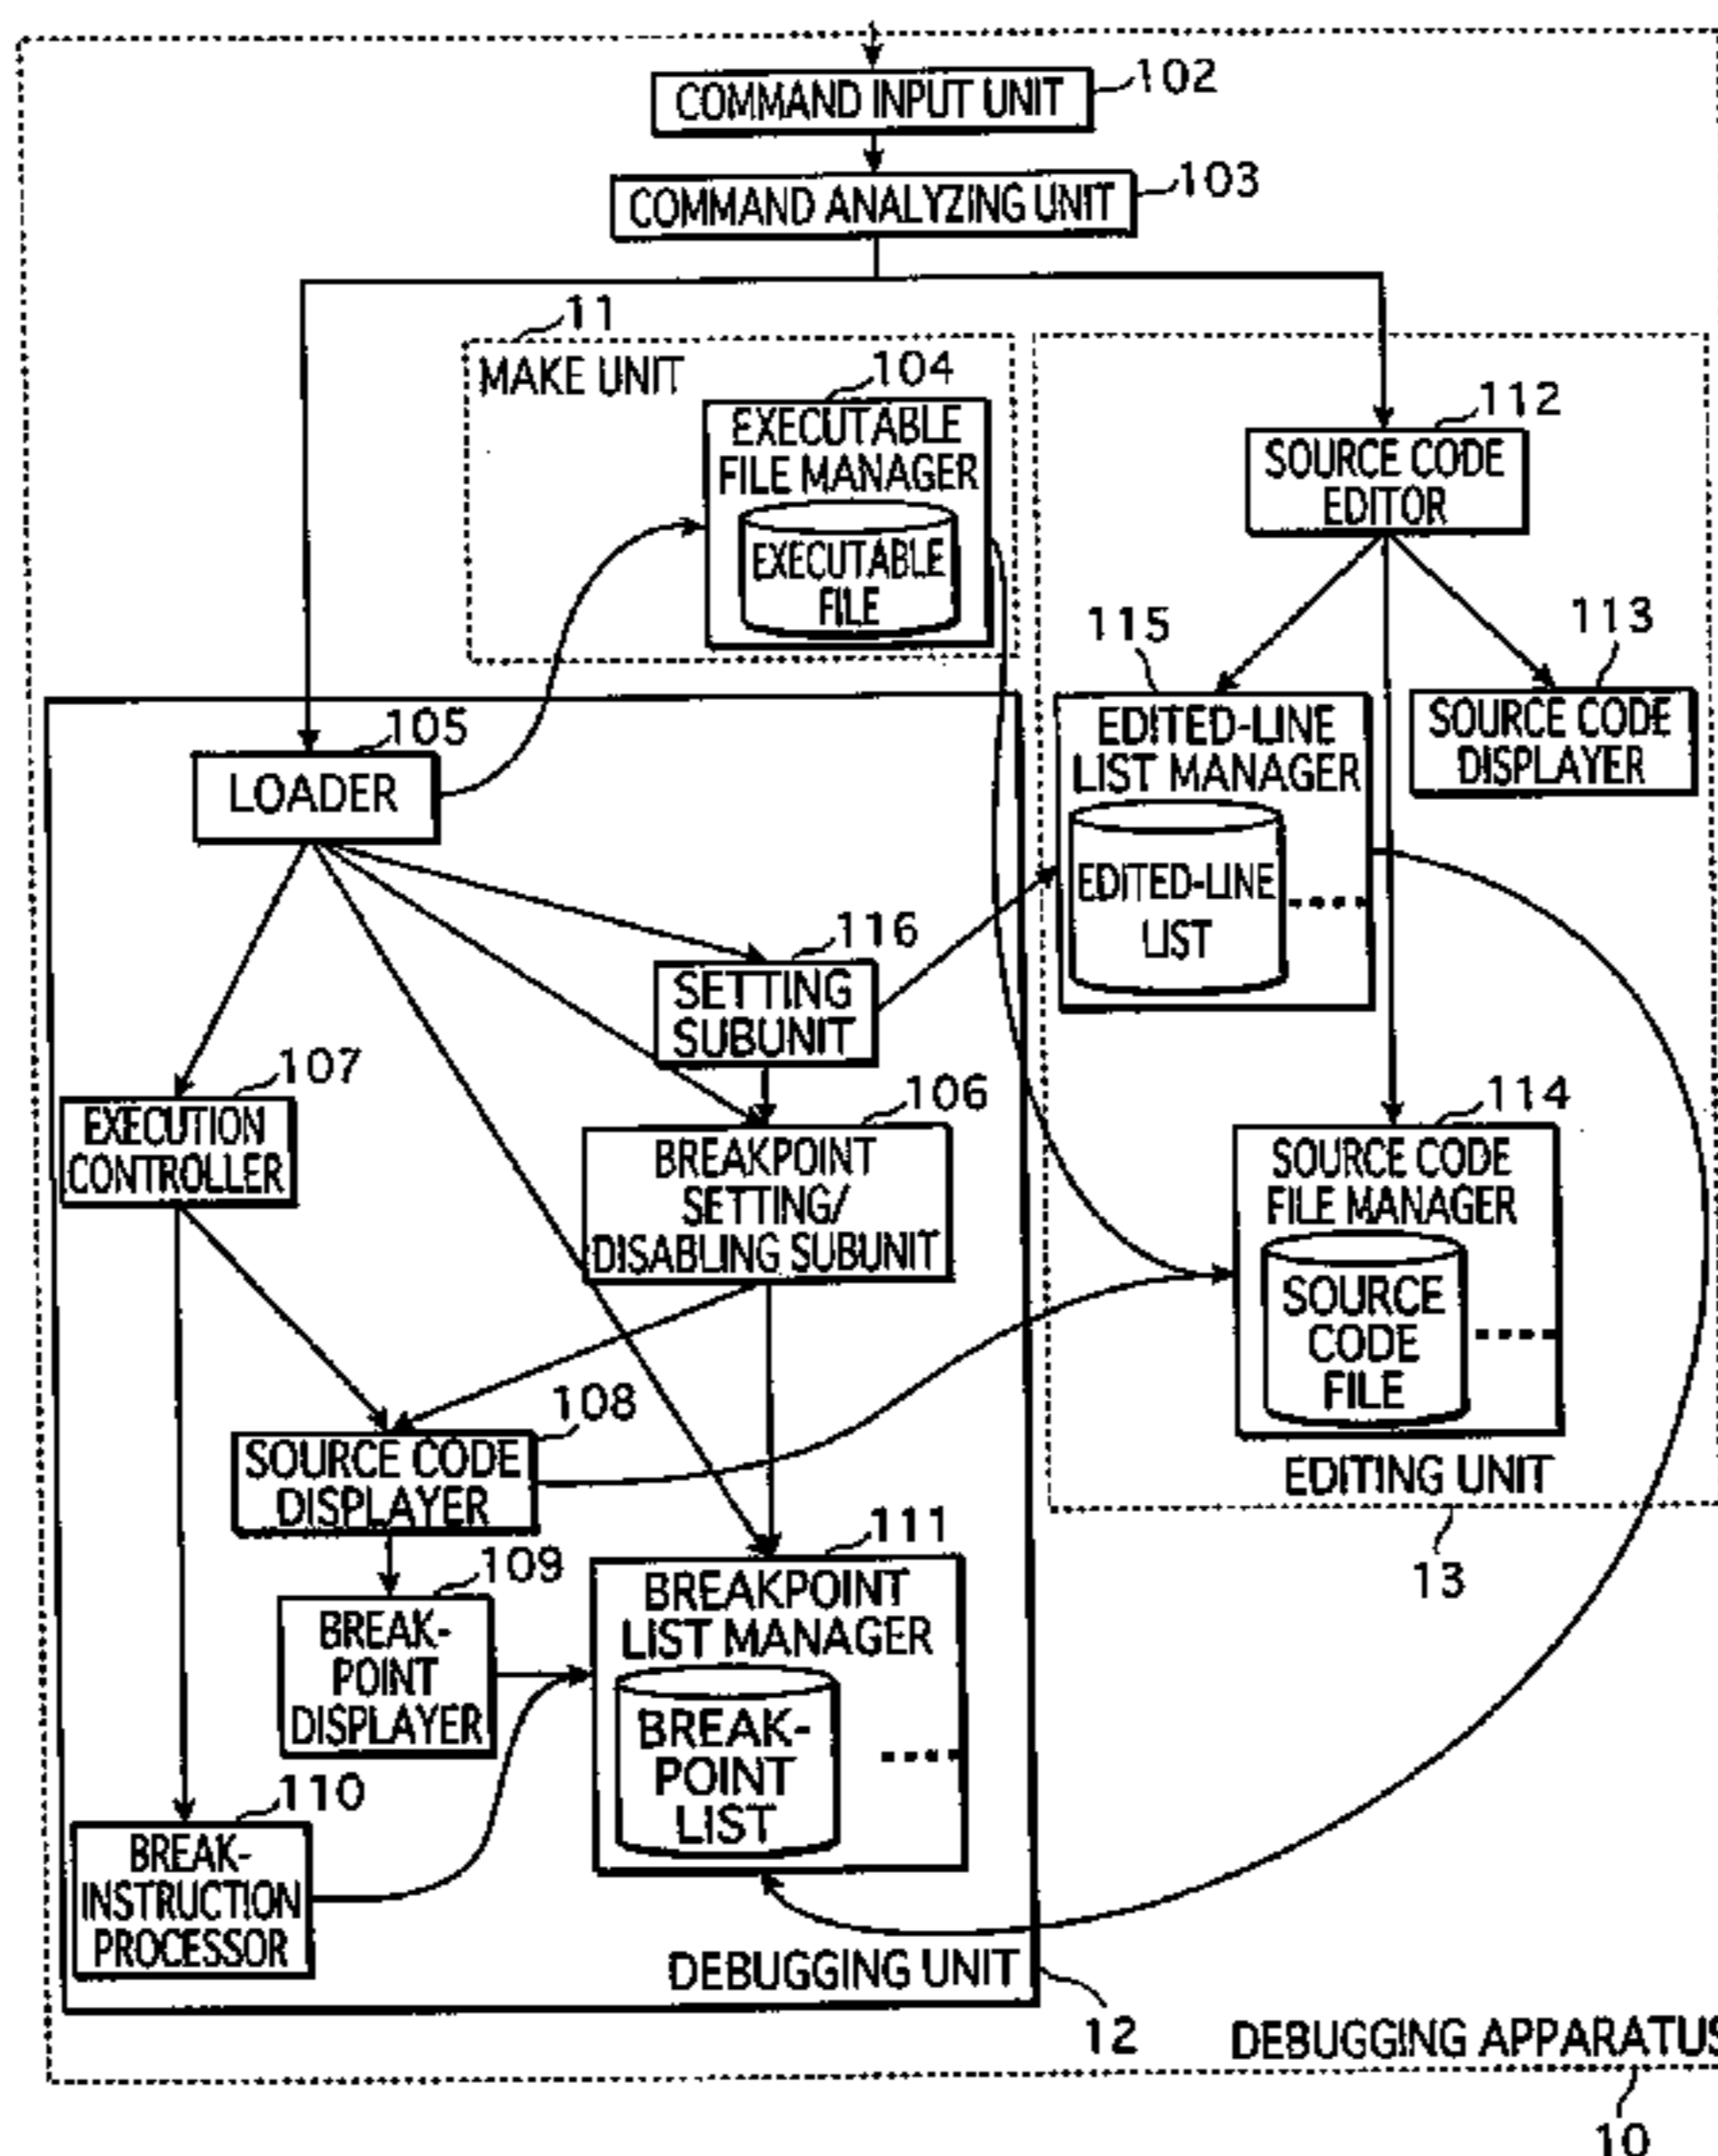 102
COMMAND INPUT UNIT
103
COMMAND ANALYZING UNIT
11
MAKE UNIT
104
EXECUTABLE
FILE MANAGER
EXECUTABLE
FILE
112
SOURCE CODE
EDITOR
115
113
EDITED-LINE
LIST MANAGER
EDITED-LINE
LIST
SOURCE CODE
DISPLAYER
105
LOADER
116
SETTING
SUBUNIT
107
EXECUTION
CONTROLLER
106
BREAKPOINT
SETTING/
DISABLING SUBUNIT
114
SOURCE CODE
FILE MANAGER
SOURCE
CODE
FILE
EDITING UNIT
13
108
SOURCE CODE
DISPLAYER
109
BREAK-
POINT
DISPLAYER
111
BREAKPOINT
LIST MANAGER
BREAK-
POINT
LIST
110
BREAK-
INSTRUCTION
PROCESSOR
DEBUGGING UNIT
12
DEBUGGING APPARATUS
10